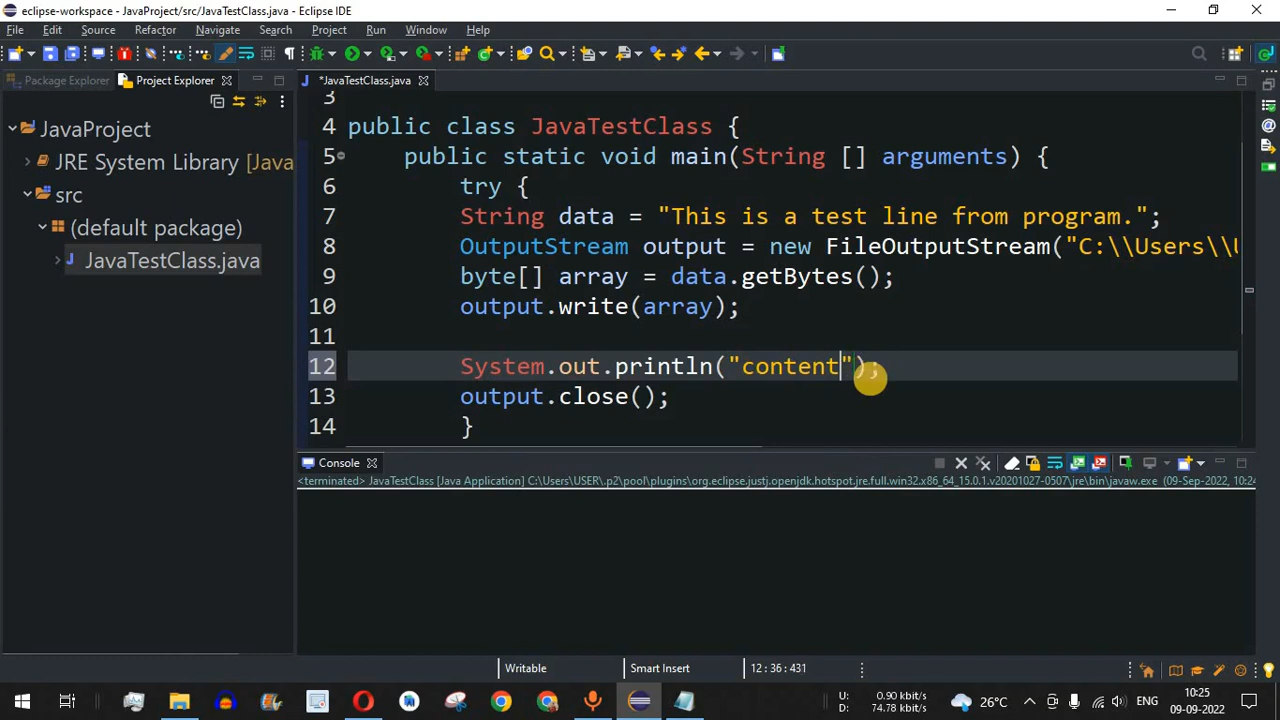 eclipse-workspace - JavaProject/src/JavaTestClass.java - Eclipse IDE
File Edit Source Refactor Navigate Search Project Run Window Help
Package Explorer Project Explorer
*JavaTestClass.java
JavaProject
JRE System Library [Java
src
(default package)
JavaTestClass.java
3
4 public class JavaTestClass {
5 public static void main(String [] arguments) {
6 try {
7 String data = "This is a test line from program.";
8 OutputStream output = new FileOutputStream("C:\\Users\\U
9 byte[] array = data.getBytes();
10 output.write(array);
11
12 System.out.println("content");
13 output.close();
14 }
Console
<terminated> JavaTestClass [Java Application] C:\Users\USER\.p2\pool\plugins\org.eclipse.justj.openjdk.hotspot.jre.full.win32.x86_64_15.0.1.v20201027-0507\jre\bin\javaw.exe (09-Sep-2022, 10:24
Writable Smart Insert 12 : 36 : 431
U: 0.90 kbit/s
D: 74.78 kbit/s
26°C ENG
10:25
09-09-2022